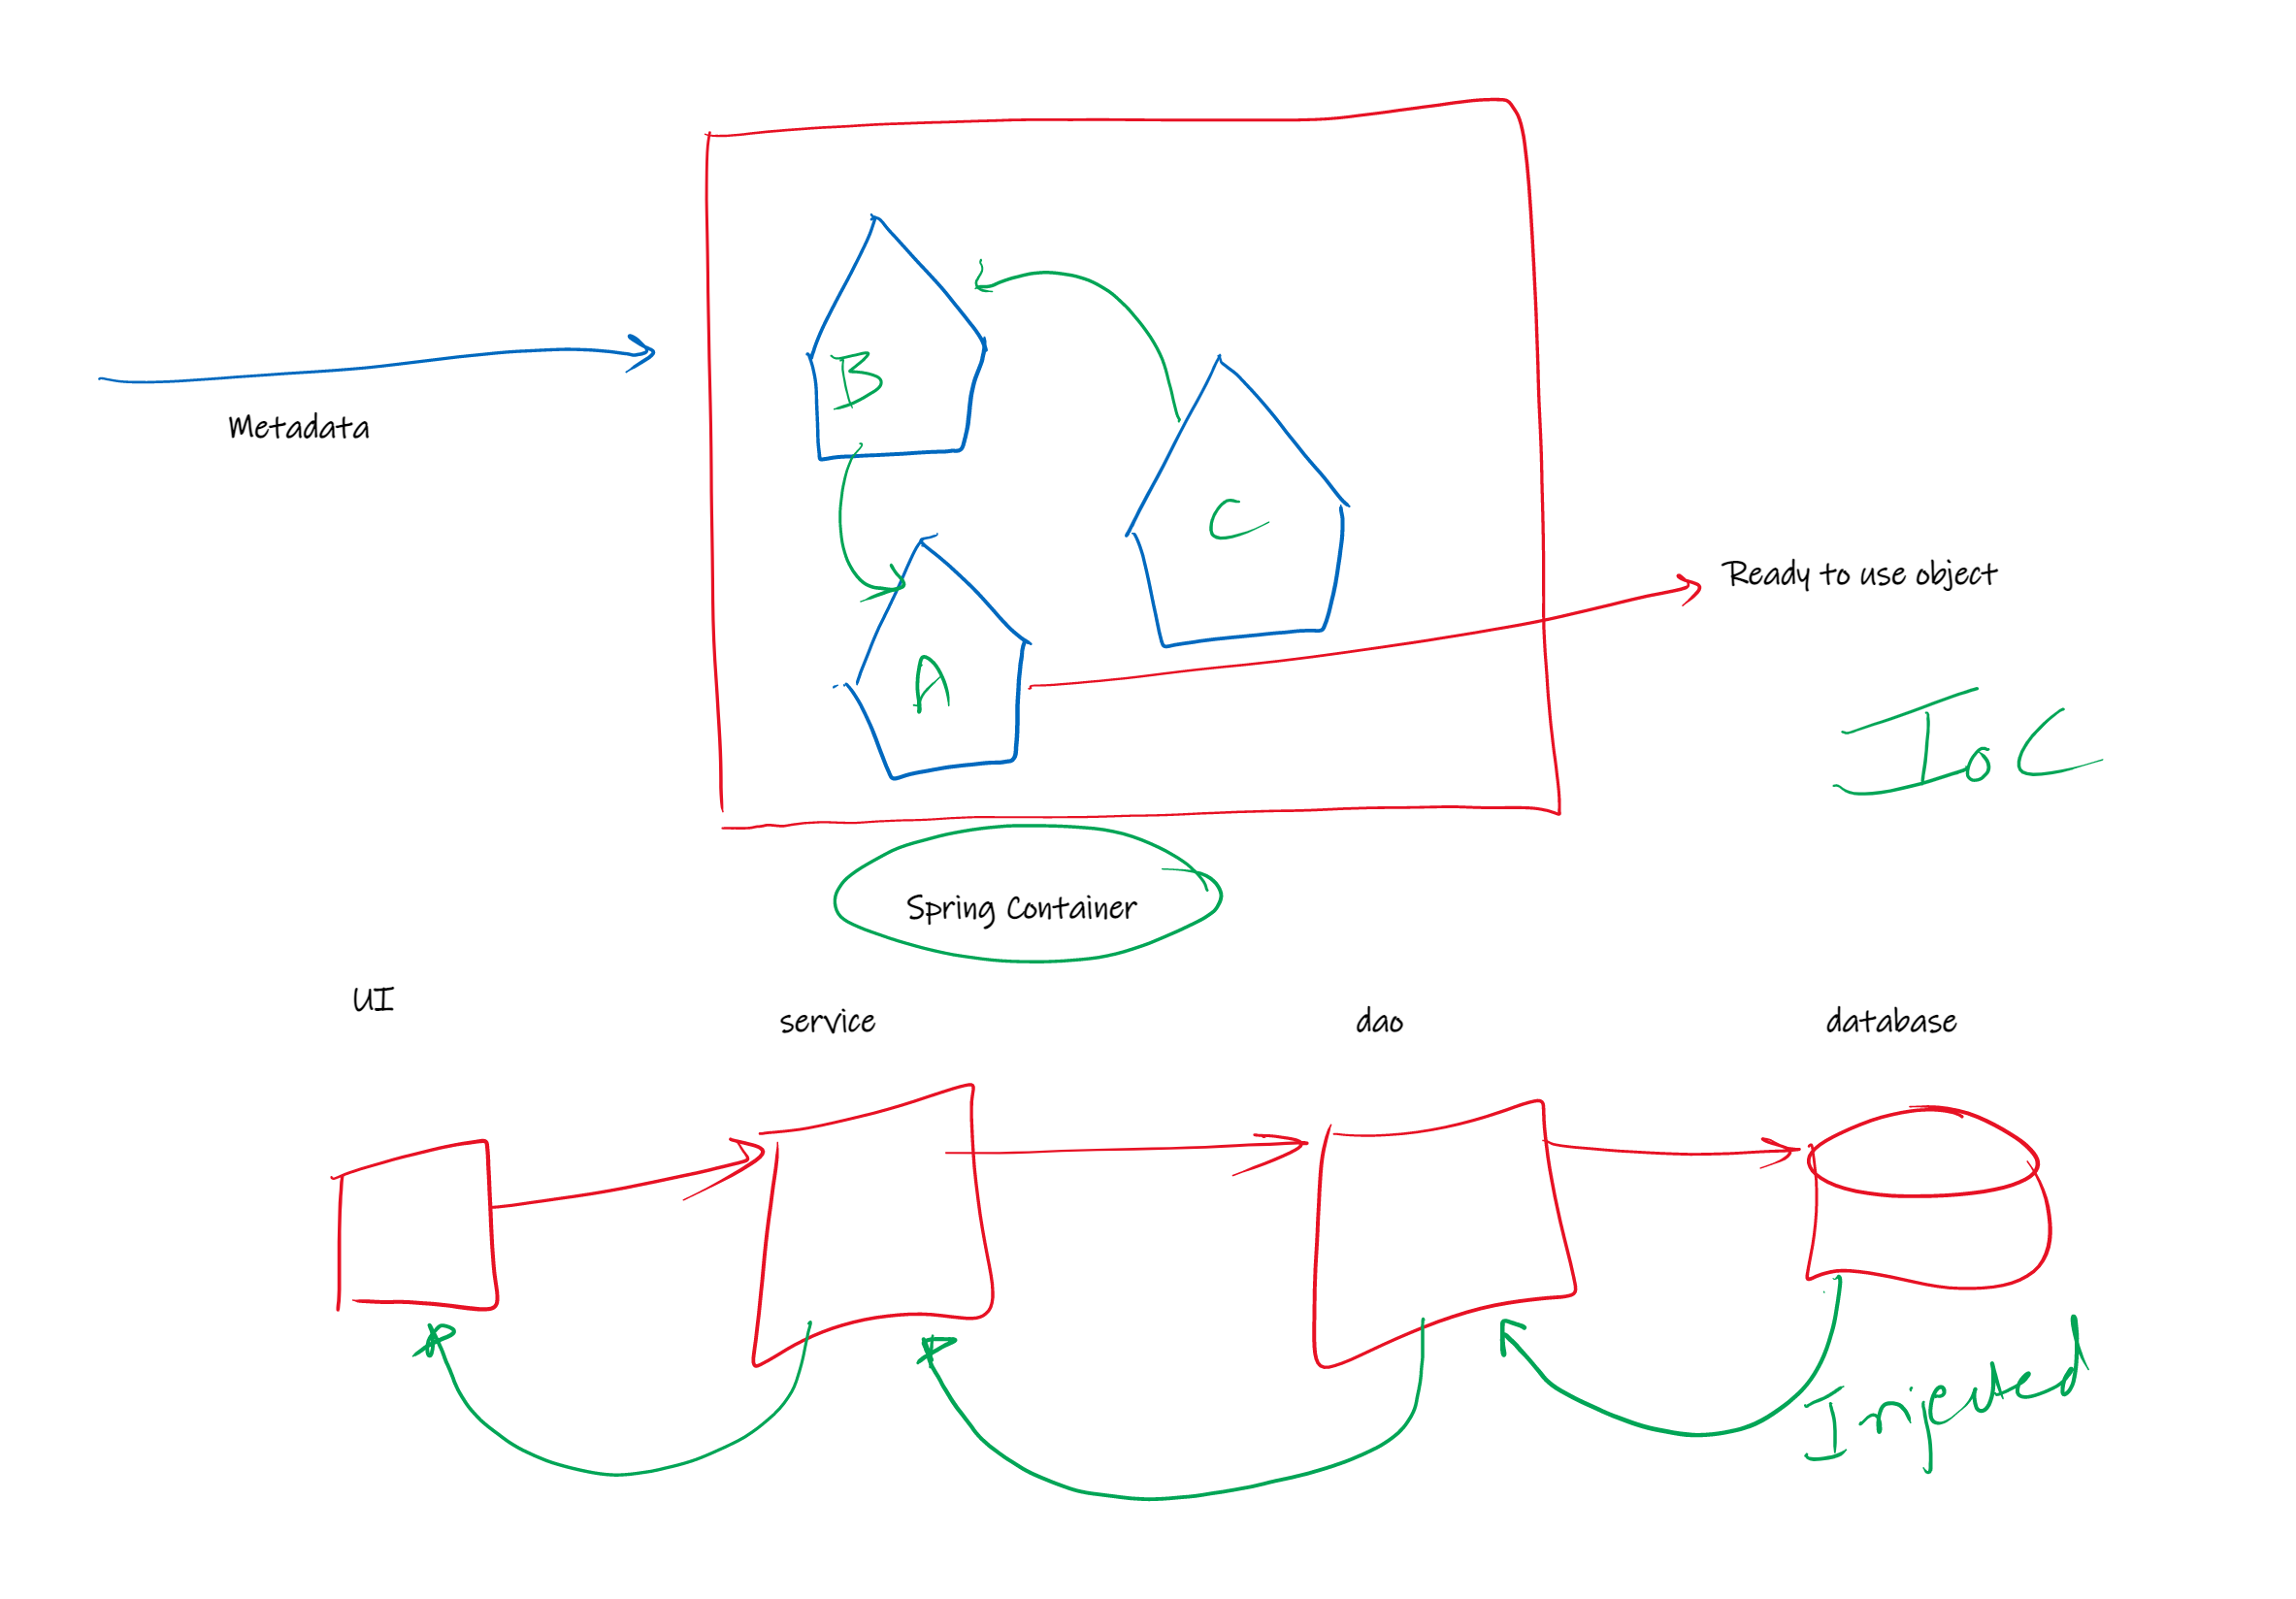 Metadata
B
C
A
Ready to use object
IoC
Spring Container
UI
service
dao
database
Injected